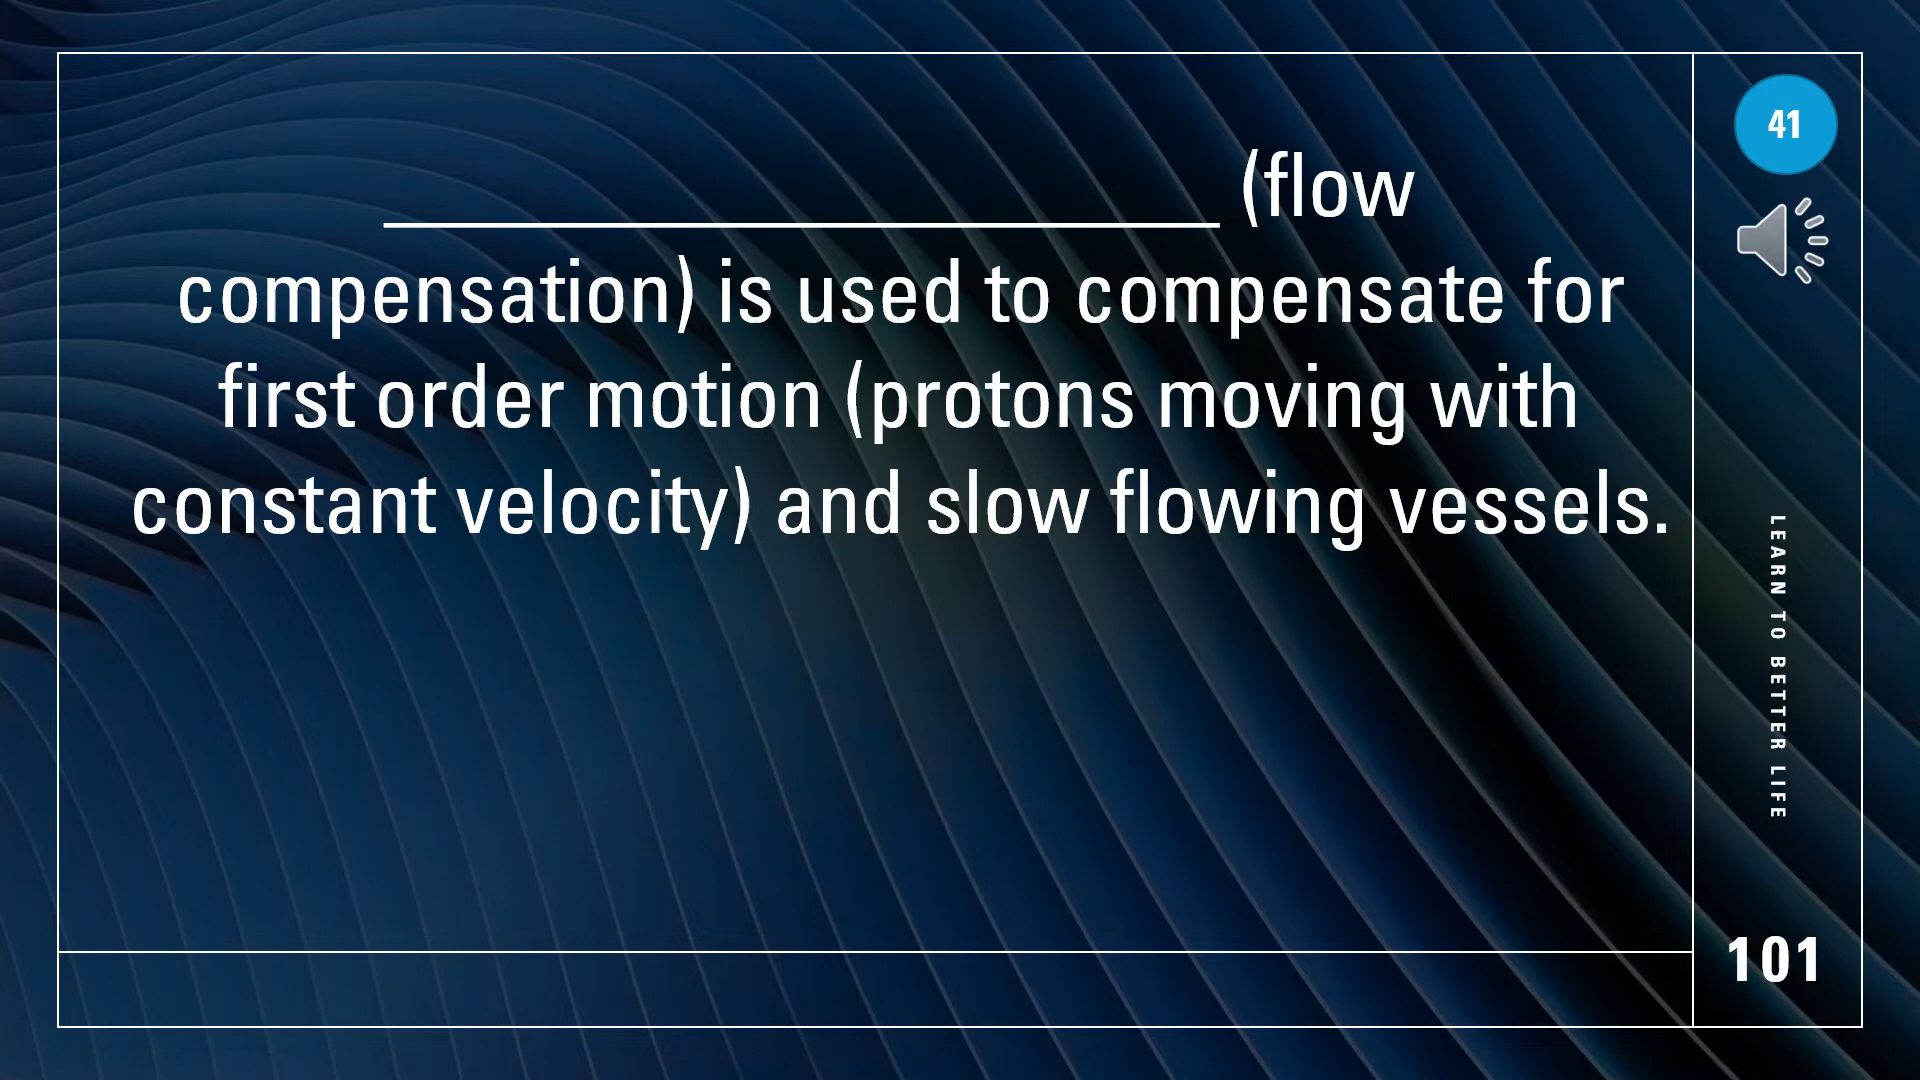 ______________________ (flow
compensation) is used to compensate for
first order motion (protons moving with
constant velocity) and slow flowing vessels.
41
LEARN TO BETTER LIFE
101